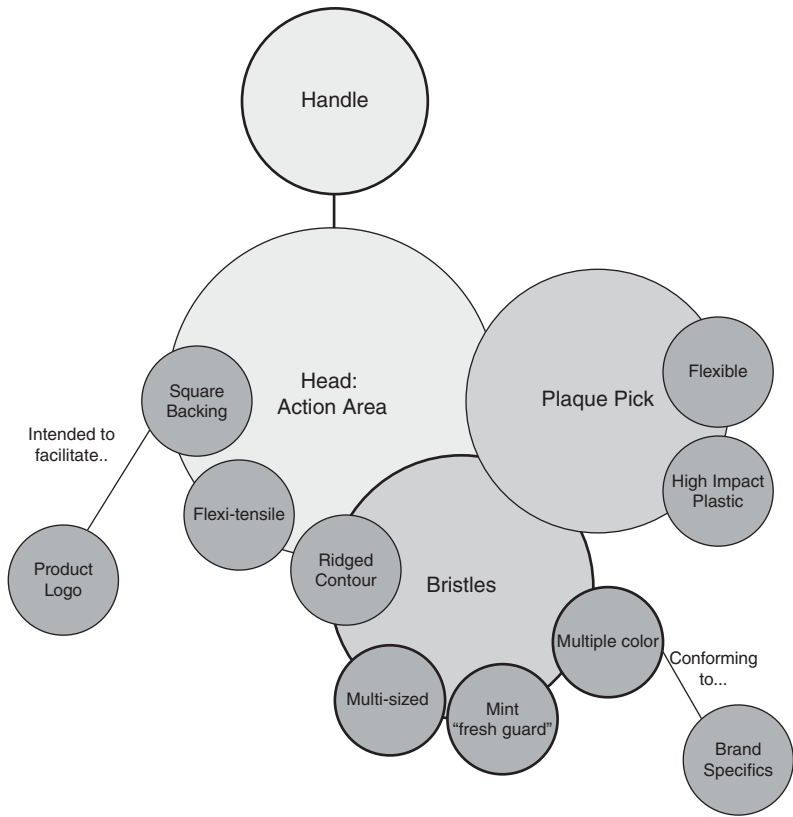 Handle
Head:
Action Area
Square
Backing
Plaque Pick
Flexible
Intended to
facilitate..
High Impact
Plastic
Flexi-tensile
Product
Logo
Ridged
Contour
Bristles
Multiple color
Conforming
to...
Multi-sized
Mint
“fresh guard”
Brand
Specifics